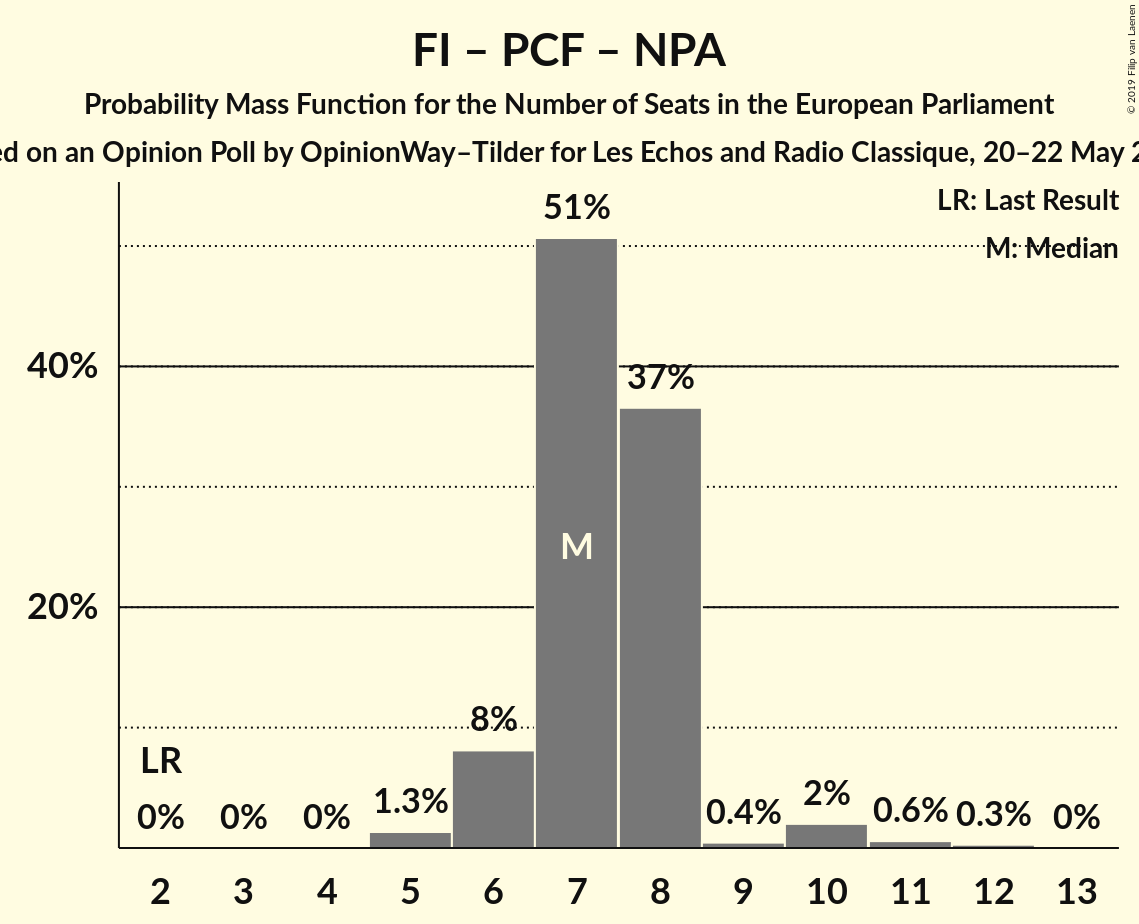 FI – PCF – NPA
Probability Mass Function for the Number of Seats in the European Parliament
on an Opinion Poll by OpinionWay–Tilder for Les Echos and Radio Classique, 20–22 May
© 2019 Filip van Laenen
LR: Last Result
M: Median
51%
40%
37%
M
20%
8%
LR
0% 0% 0% 1.3% 0.4% 2% 0.6% 0.3% 0%
2 3 4 5 6 7 8 9 10 11 12 13